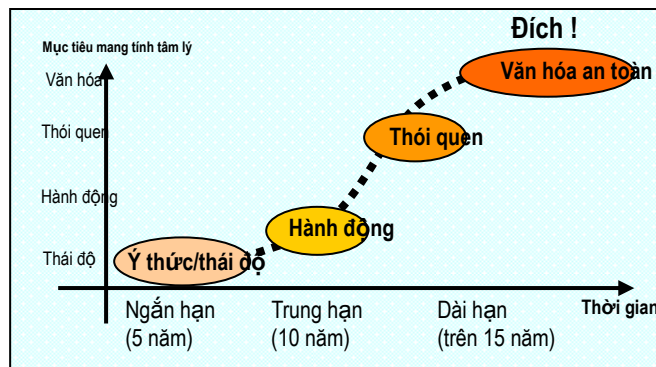 Đích !
Mục tiêu mang tính tâm lý
Văn hóa
Văn hóa an toàn
Thói quen
Thói quen
Hành động
Hành động
Thái độ
Ý thức/thái độ
Thời gian
Ngắn hạn
(5 năm)
Trung hạn
(10 năm)
Dài hạn
(trên 15 năm)